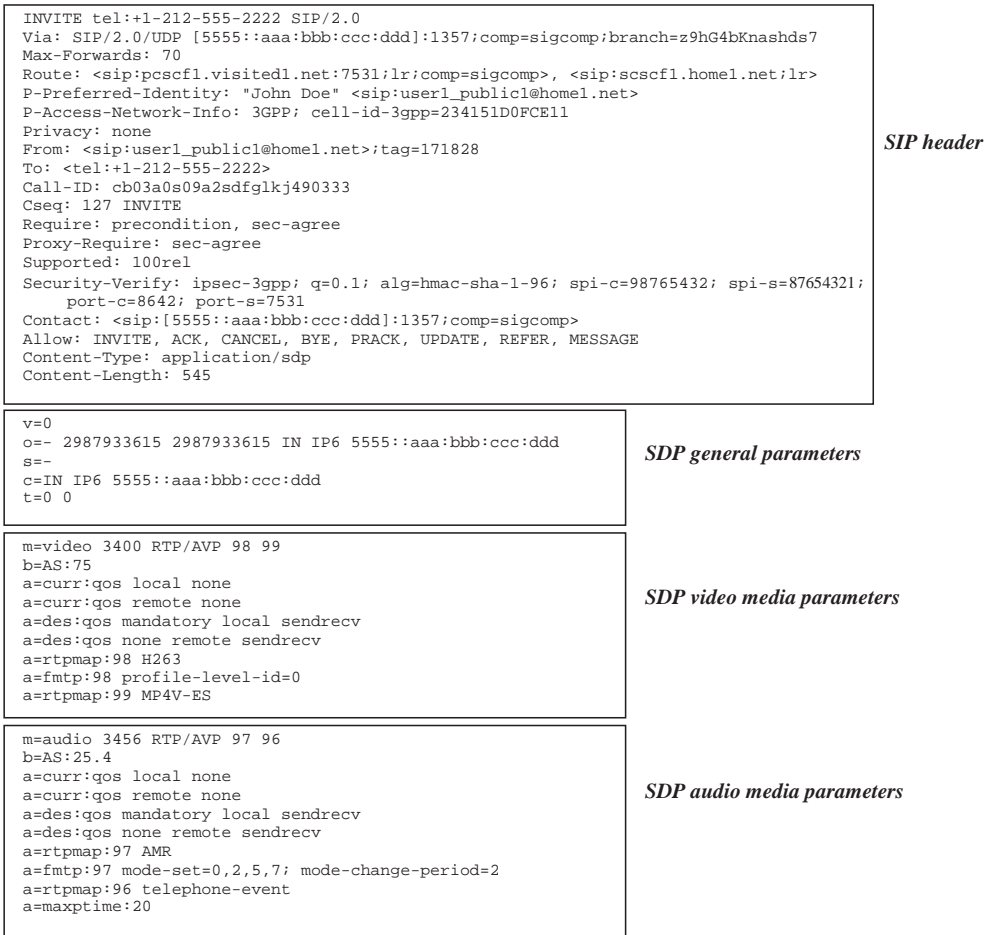 INVITE tel:+1-212-555-2222 SIP/2.0
Via: SIP/2.0/UDP [5555::aaa:bbb:ccc:ddd]:1357;comp=sigcomp;branch=z9hG4bKnashds7
Max-Forwards: 70
Route: <sip:pcscf1.visited1.net:7531;lr;comp=sigcomp>, <sip:scscf1.home1.net;lr>
P-Preferred-Identity: "John Doe" <sip:user1_public1@home1.net>
P-Access-Network-Info: 3GPP; cell-id-3gpp=234151D0FCE11
Privacy: none
From: <sip:user1_public1@home1.net>;tag=171828
To: <tel:+1-212-555-2222>
Call-ID: cb03a0s09a2sdfglkj490333
Cseq: 127 INVITE
Require: precondition, sec-agree
Proxy-Require: sec-agree
Supported: 100rel
Security-Verify: ipsec-3gpp; q=0.1; alg=hmac-sha-1-96; spi-c=98765432; spi-s=87654321;
port-c=8642; port-s=7531
Contact: <sip:[5555::aaa:bbb:ccc:ddd]:1357;comp=sigcomp>
Allow: INVITE, ACK, CANCEL, BYE, PRACK, UPDATE, REFER, MESSAGE
Content-Type: application/sdp
Content-Length: 545
SIP header
v=0
o=- 2987933615 2987933615 IN IP6 5555::aaa:bbb:ccc:ddd
s=-
c=IN IP6 5555::aaa:bbb:ccc:ddd
t=0 0
SDP general parameters
m=video 3400 RTP/AVP 98 99
b=AS:75
a=curr:qos local none
a=curr:qos remote none
a=des:qos mandatory local sendrecv
a=des:qos none remote sendrecv
a=rtpmap:98 H263
a=fmtp:98 profile-level-id=0
a=rtpmap:99 MP4V-ES
SDP video media parameters
m=audio 3456 RTP/AVP 97 96
b=AS:25.4
a=curr:qos local none
a=curr:qos remote none
a=des:qos mandatory local sendrecv
a=des:qos none remote sendrecv
a=rtpmap:97 AMR
a=fmtp:97 mode-set=0,2,5,7; mode-change-period=2
a=rtpmap:96 telephone-event
a=maxptime:20
SDP audio media parameters